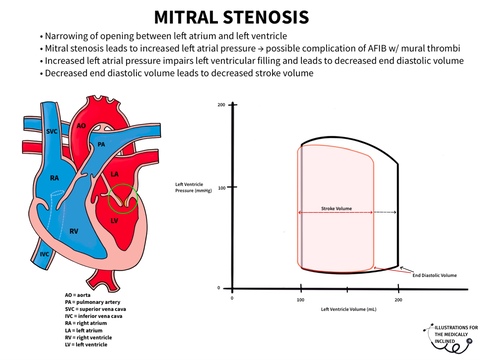 MITRAL STENOSIS
• Narrowing of opening between left atrium and left ventricle
• Mitral stenosis leads to increased left atrial pressure → possible complication of AFIB w/ mural thrombi
• Increased left atrial pressure impairs left ventricular filling and leads to decreased end diastolic volume
• Decreased end diastolic volume leads to decreased stroke volume
SVC
AO
PA
RA
LA
LV
RV
IVC
AO = aorta
PA = pulmonary artery
SVC = superior vena cava
IVC = inferior vena cava
RA = right atrium
LA = left atrium
RV = right ventricle
LV = left ventricle
200
Left Ventricle
Pressure (mmHg)
100
0
Stroke Volume
End Diastolic Volume
0
100
200
Left Ventricle Volume (mL)
ILLUSTRATIONS FOR
THE MEDICALLY
INCLINED